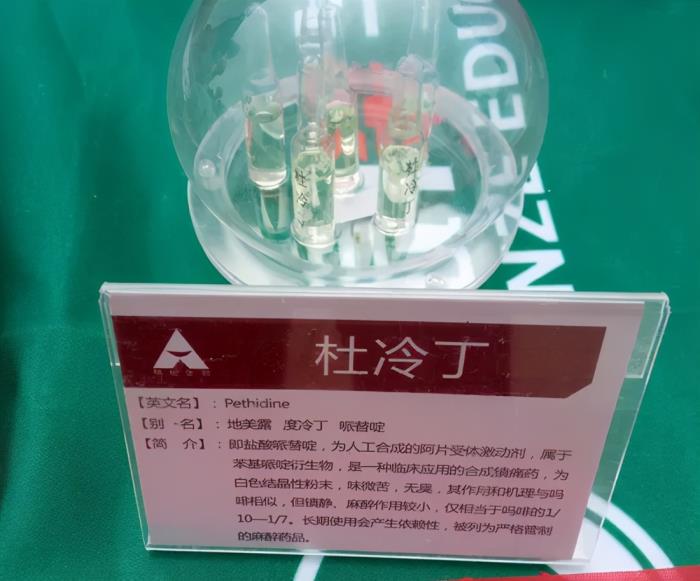 NZE EDU
杜冷丁
杜冷丁
杜冷丁
【英文名】：Pethidine
【别 名】：地美露 度冷丁 哌替啶
【简 介】：即盐酸哌替啶，为人工合成的阿片受体激动剂，属于
苯基哌啶衍生物，是一种临床应用的合成镇痛药，为
白色结晶性粉末，味微苦，无臭，其作用和机理与吗
啡相似，但镇静、麻醉作用较小，仅相当于吗啡的1/
10—1/7。长期使用会产生依赖性，被列为严格管制
的麻醉药品。